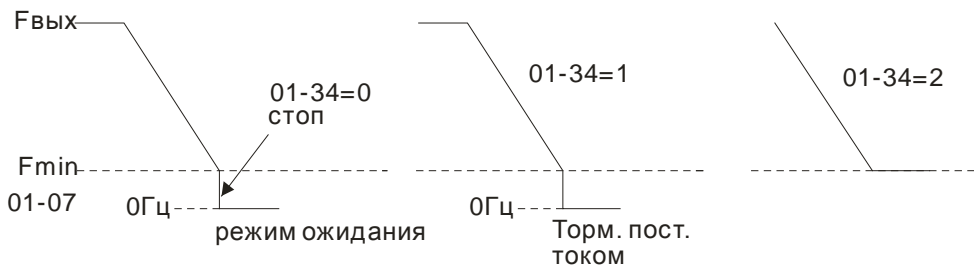 Fвых
01-34=0
стоп
01-34=1
01-34=2
Fmin
01-07
0Гц
режим ожидания
0Гц
Торм. пост.
током